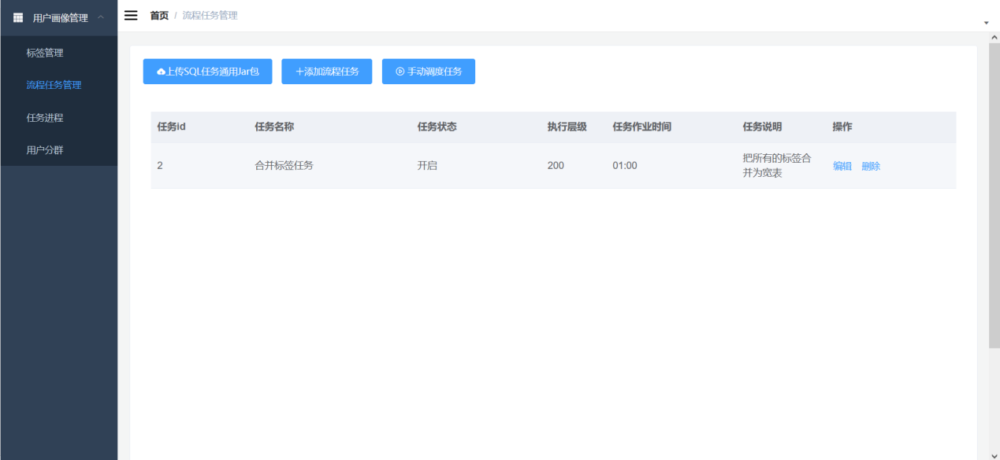 用户画像管理
首页 / 流程任务管理
标签管理
流程任务管理
任务进程
用户分群
上传SQL任务通用Jar包
+添加流程任务
手动调度任务
任务id 任务名称 任务状态 执行层级 任务作业时间 任务说明 操作
2 合并标签任务 开启 200 01:00 把所有的标签合
并为宽表 编辑 删除